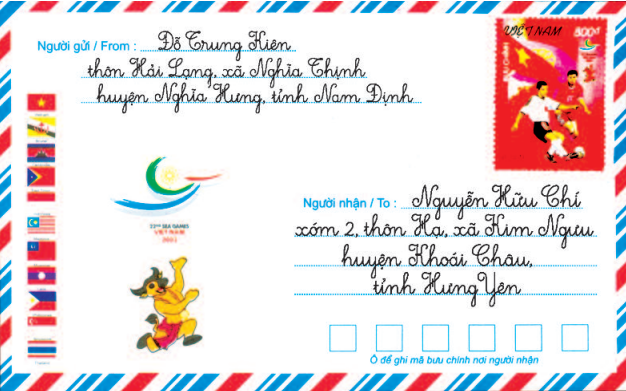 Người gửi / From : Đỗ Trung Kiên
thôn Hải Lạng, xã Nghĩa Thịnh
huyện Nghĩa Hưng, tỉnh Nam Định
VIỆT NAM
800đ
BƯU CHÍNH
22nd SEA GAMES
VIETNAM
2003
Người nhận / To : Nguyễn Hữu Chí
xóm 2, thôn Hạ, xã Kim Ngưu
huyện Khoái Châu,
tỉnh Hưng Yên
Ô để ghi mã bưu chính nơi người nhận